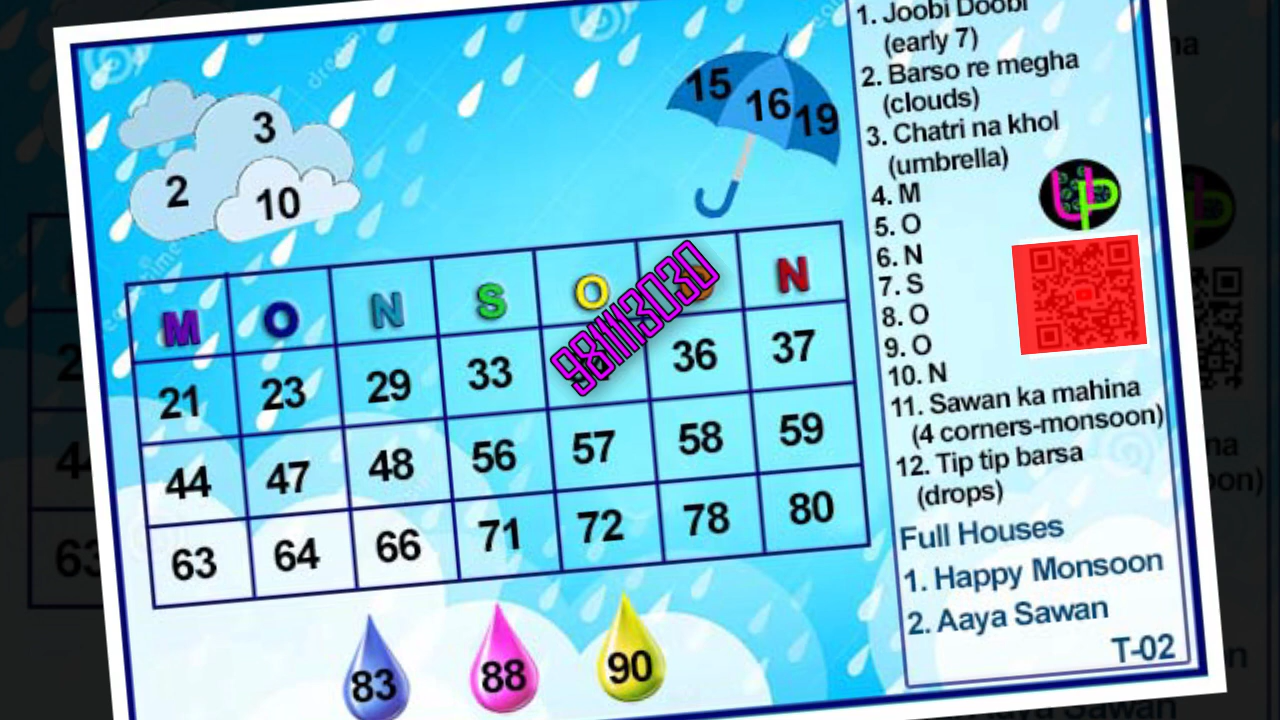 3
2
10
15
16
19
M O N S O N
9811113030
21 23 29 33 36 37
44 47 48 56 57 58 59
63 64 66 71 72 78 80
83 88 90
1. Joobi Doobi
(early 7)
2. Barso re megha
(clouds)
3. Chatri na khol
(umbrella)
4. M
5. O
6. N
7. S
8. O
9. O
10. N
11. Sawan ka mahina
(4 corners-monsoon)
12. Tip tip barsa
(drops)
Full Houses
1. Happy Monsoon
2. Aaya Sawan
T-02
UP